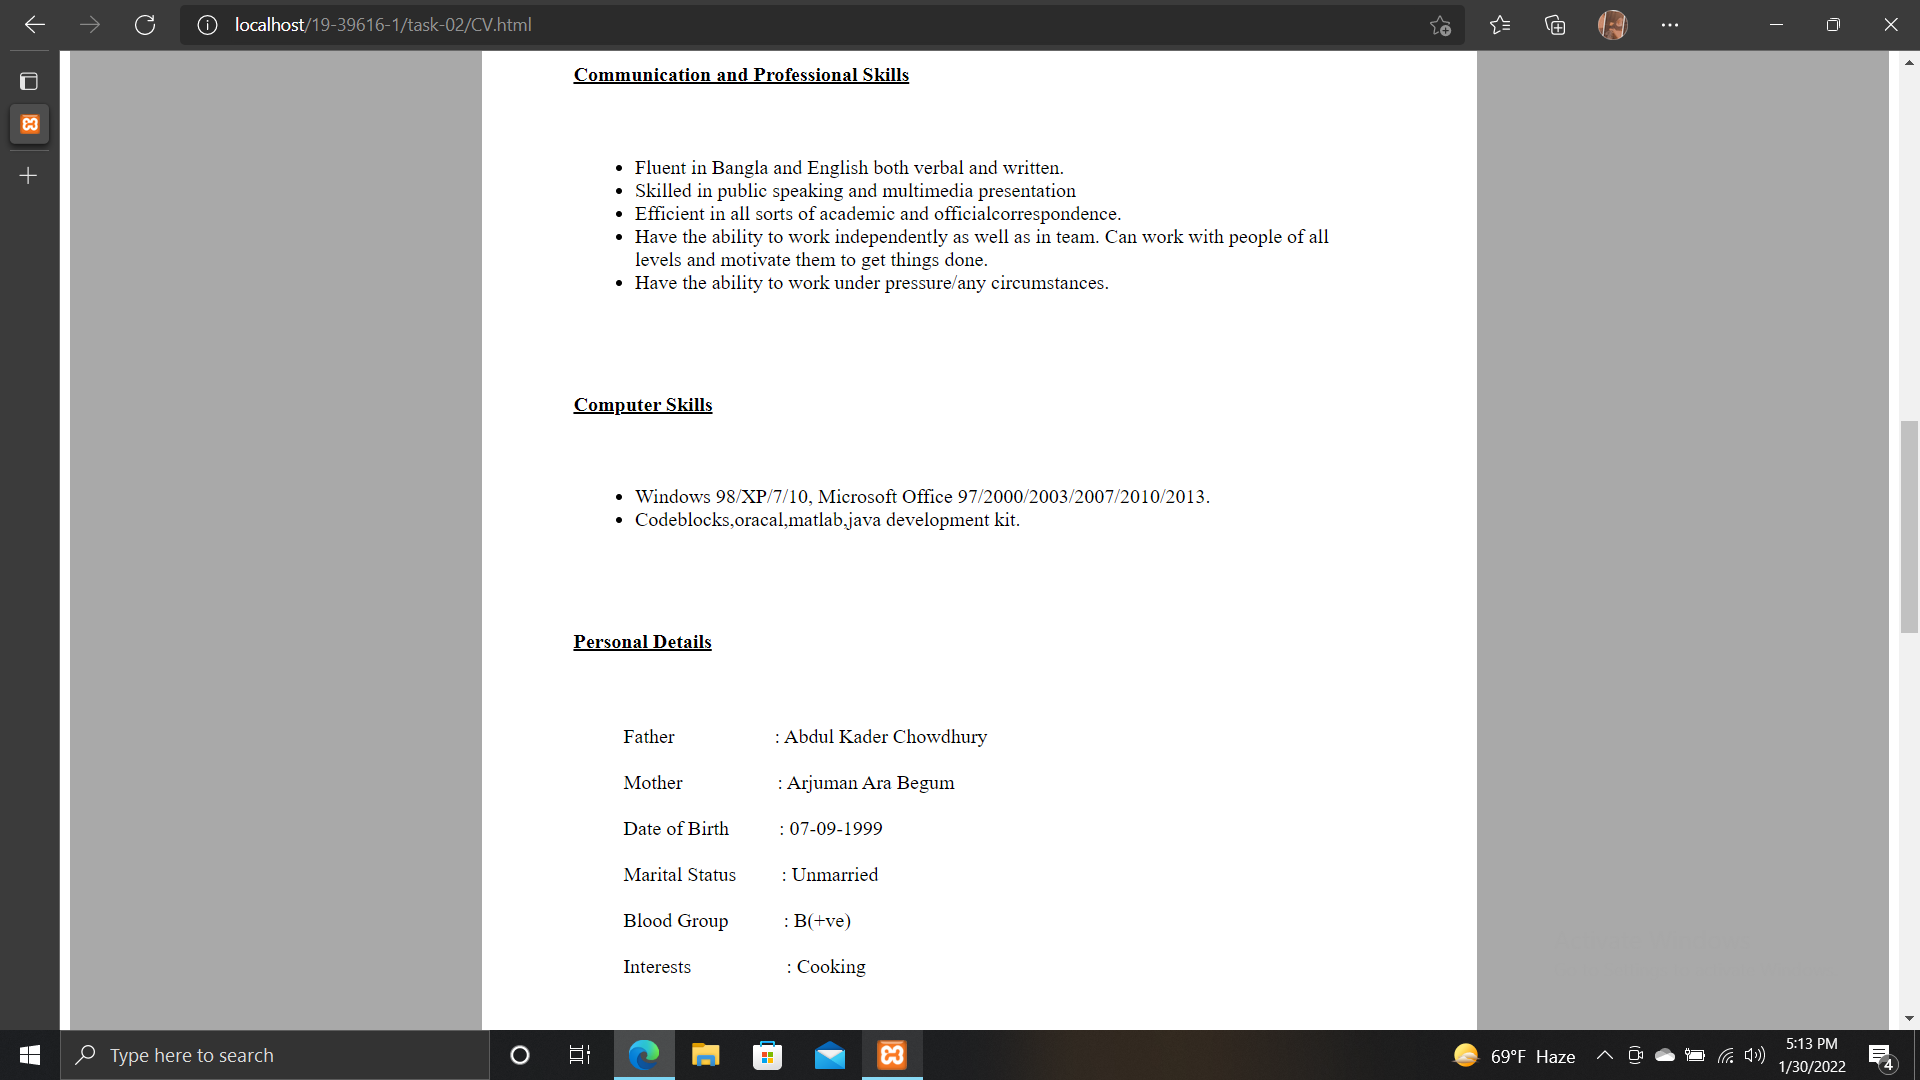 localhost/19-39616-1/task-02/CV.html
Communication and Professional Skills
• Fluent in Bangla and English both verbal and written.
• Skilled in public speaking and multimedia presentation
• Efficient in all sorts of academic and officialcorrespondence.
• Have the ability to work independently as well as in team. Can work with people of all
levels and motivate them to get things done.
• Have the ability to work under pressure/any circumstances.
Computer Skills
• Windows 98/XP/7/10, Microsoft Office 97/2000/2003/2007/2010/2013.
• Codeblocks,oracal,matlab,java development kit.
Personal Details
Father : Abdul Kader Chowdhury
Mother : Arjuman Ara Begum
Date of Birth : 07-09-1999
Marital Status : Unmarried
Blood Group : B(+ve)
Interests : Cooking
Type here to search
69°F Haze
5:13 PM
1/30/2022
4